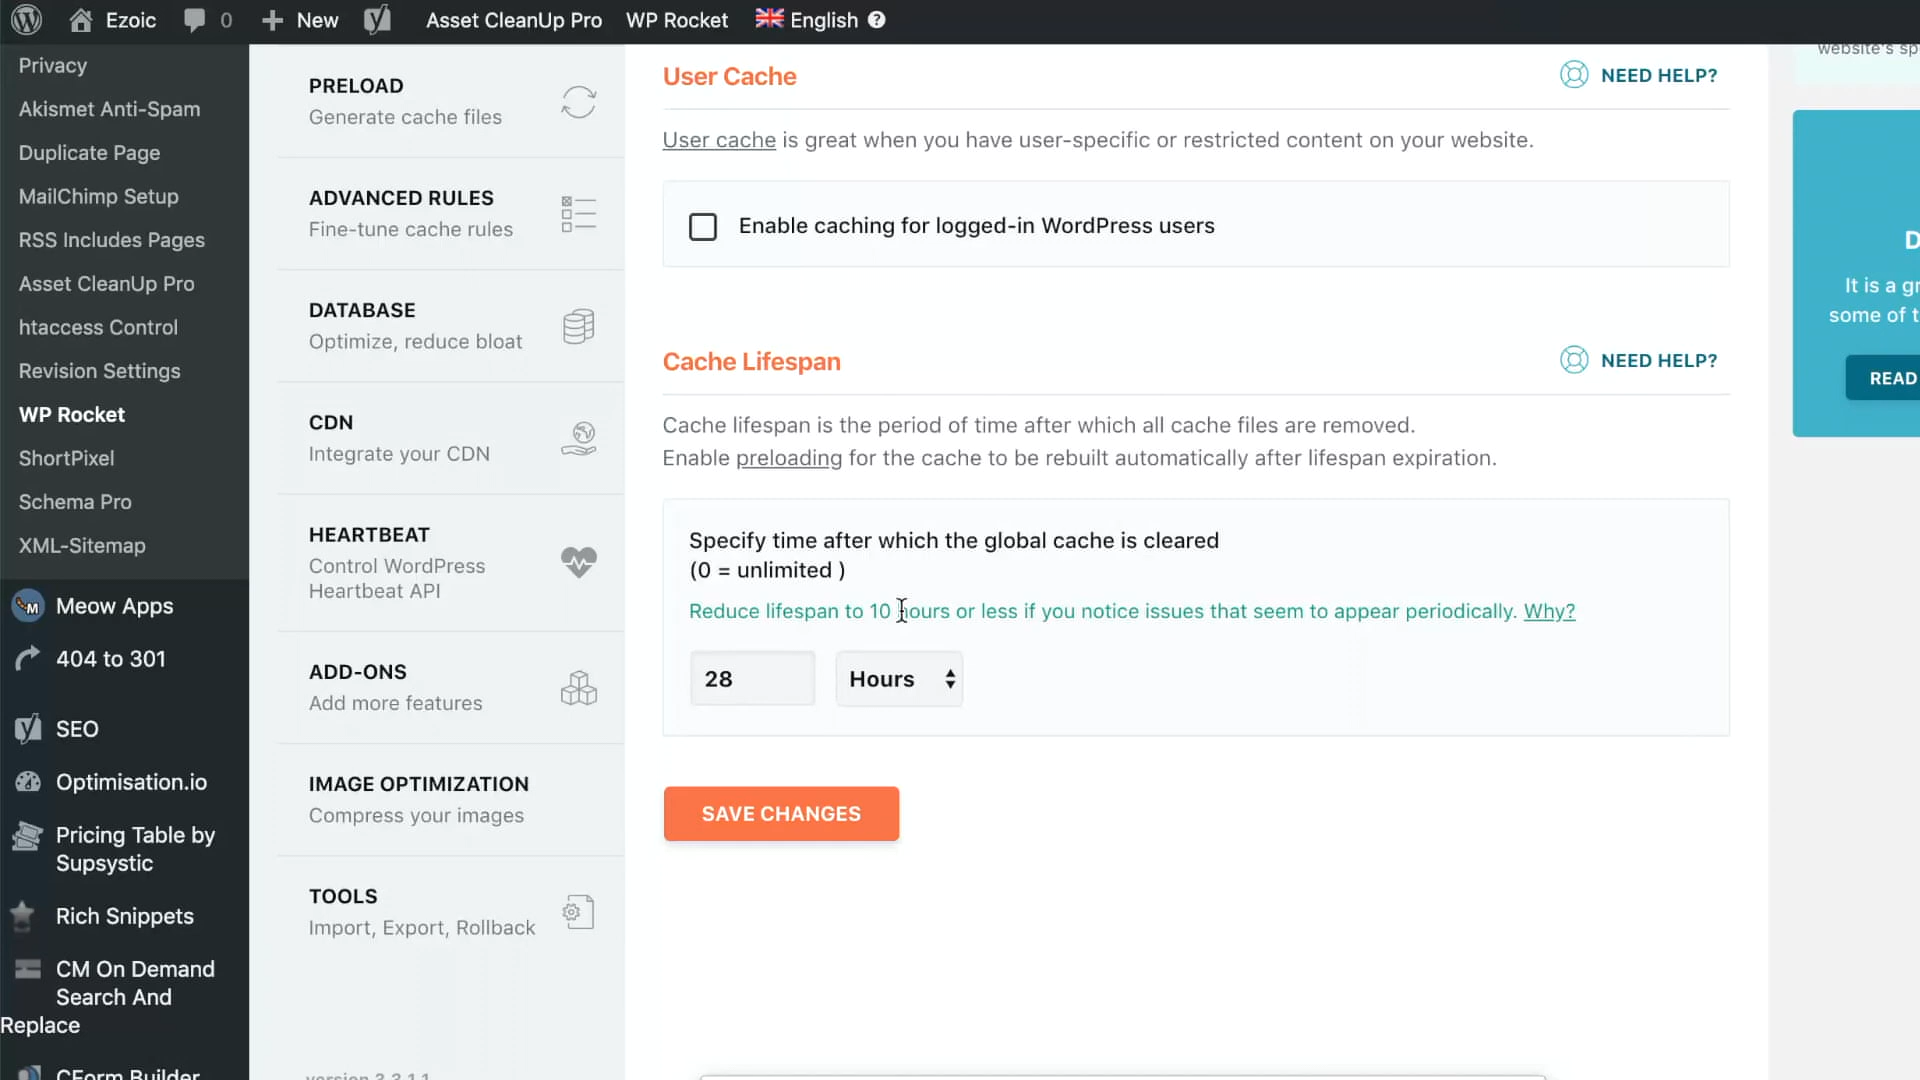 Ezoic 0 New Asset CleanUp Pro WP Rocket English ?
Privacy
Akismet Anti-Spam
Duplicate Page
MailChimp Setup
RSS Includes Pages
Asset CleanUp Pro
htaccess Control
Revision Settings
WP Rocket
ShortPixel
Schema Pro
XML-Sitemap
Meow Apps
404 to 301
SEO
Optimisation.io
Pricing Table by
Supsystic
Rich Snippets
CM On Demand
Search And
Replace
CForm Builder
PRELOAD
Generate cache files
ADVANCED RULES
Fine-tune cache rules
DATABASE
Optimize, reduce bloat
CDN
Integrate your CDN
HEARTBEAT
Control WordPress
Heartbeat API
ADD-ONS
Add more features
IMAGE OPTIMIZATION
Compress your images
TOOLS
Import, Export, Rollback
version 3.3.1.1
User Cache
NEED HELP?
User cache is great when you have user-specific or restricted content on your website.
Enable caching for logged-in WordPress users
Cache Lifespan
NEED HELP?
Cache lifespan is the period of time after which all cache files are removed.
Enable preloading for the cache to be rebuilt automatically after lifespan expiration.
Specify time after which the global cache is cleared
(0 = unlimited )
Reduce lifespan to 10 hours or less if you notice issues that seem to appear periodically. Why?
28 Hours
SAVE CHANGES
website's sp
D
It is a gr
some of t
READ